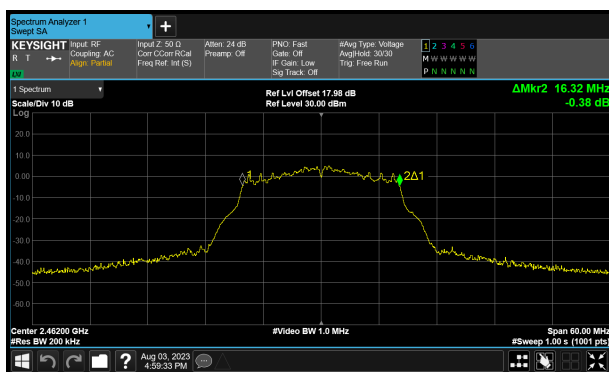 Spectrum Analyzer 1
Swept SA
+
KEYSIGHT
R T
LXI
Input: RF
Coupling: AC
Align: Partial
Input Z: 50 Ω
Corr CCorr RCal
Freq Ref: Int (S)
Atten: 24 dB
Preamp: Off
PNO: Fast
Gate: Off
IF Gain: Low
Sig Track: Off
#Avg Type: Voltage
Avg|Hold: 30/30
Trig: Free Run
1 2 3 4 5 6
M W W W W W
P N N N N N
1 Spectrum
Scale/Div 10 dB
Ref Lvl Offset 17.98 dB
Ref Level 30.00 dBm
ΔMkr2 16.32 MHz
-0.38 dB
Log
20.0
10.0
0.00
-10.0
-20.0
-30.0
-40.0
-50.0
-60.0
1
2Δ1
Center 2.46200 GHz
#Res BW 200 kHz
#Video BW 1.0 MHz
Span 60.00 MHz
#Sweep 1.00 s (1001 pts)
?
Aug 03, 2023
4:59:33 PM